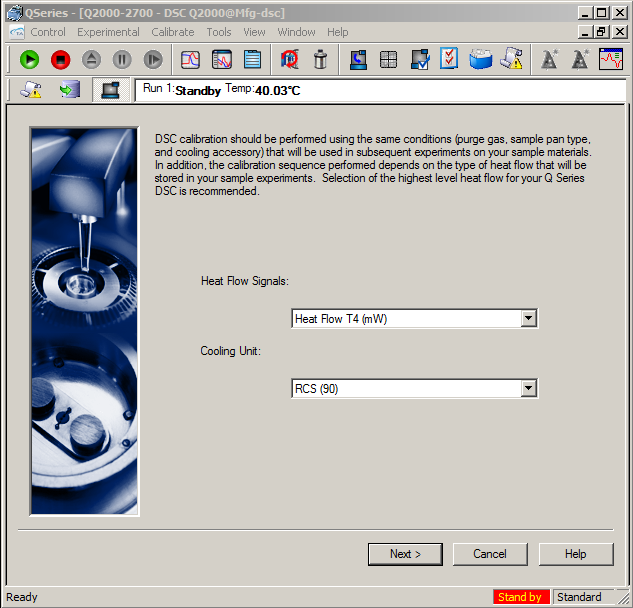 QSeries - [Q2000-2700 - DSC Q2000@Mfg-dsc]
Control Experimental Calibrate Tools View Window Help
Run 1:Standby Temp:40.03°C
DSC calibration should be performed using the same conditions (purge gas, sample pan type,
and cooling accessory) that will be used in subsequent experiments on your sample materials.
In addition, the calibration sequence performed depends on the type of heat flow that will be
stored in your sample experiments. Selection of the highest level heat flow for your Q Series
DSC is recommended.
Heat Flow Signals:
Heat Flow T4 (mW)
Cooling Unit:
RCS (90)
Next > Cancel Help
Ready Stand by Standard